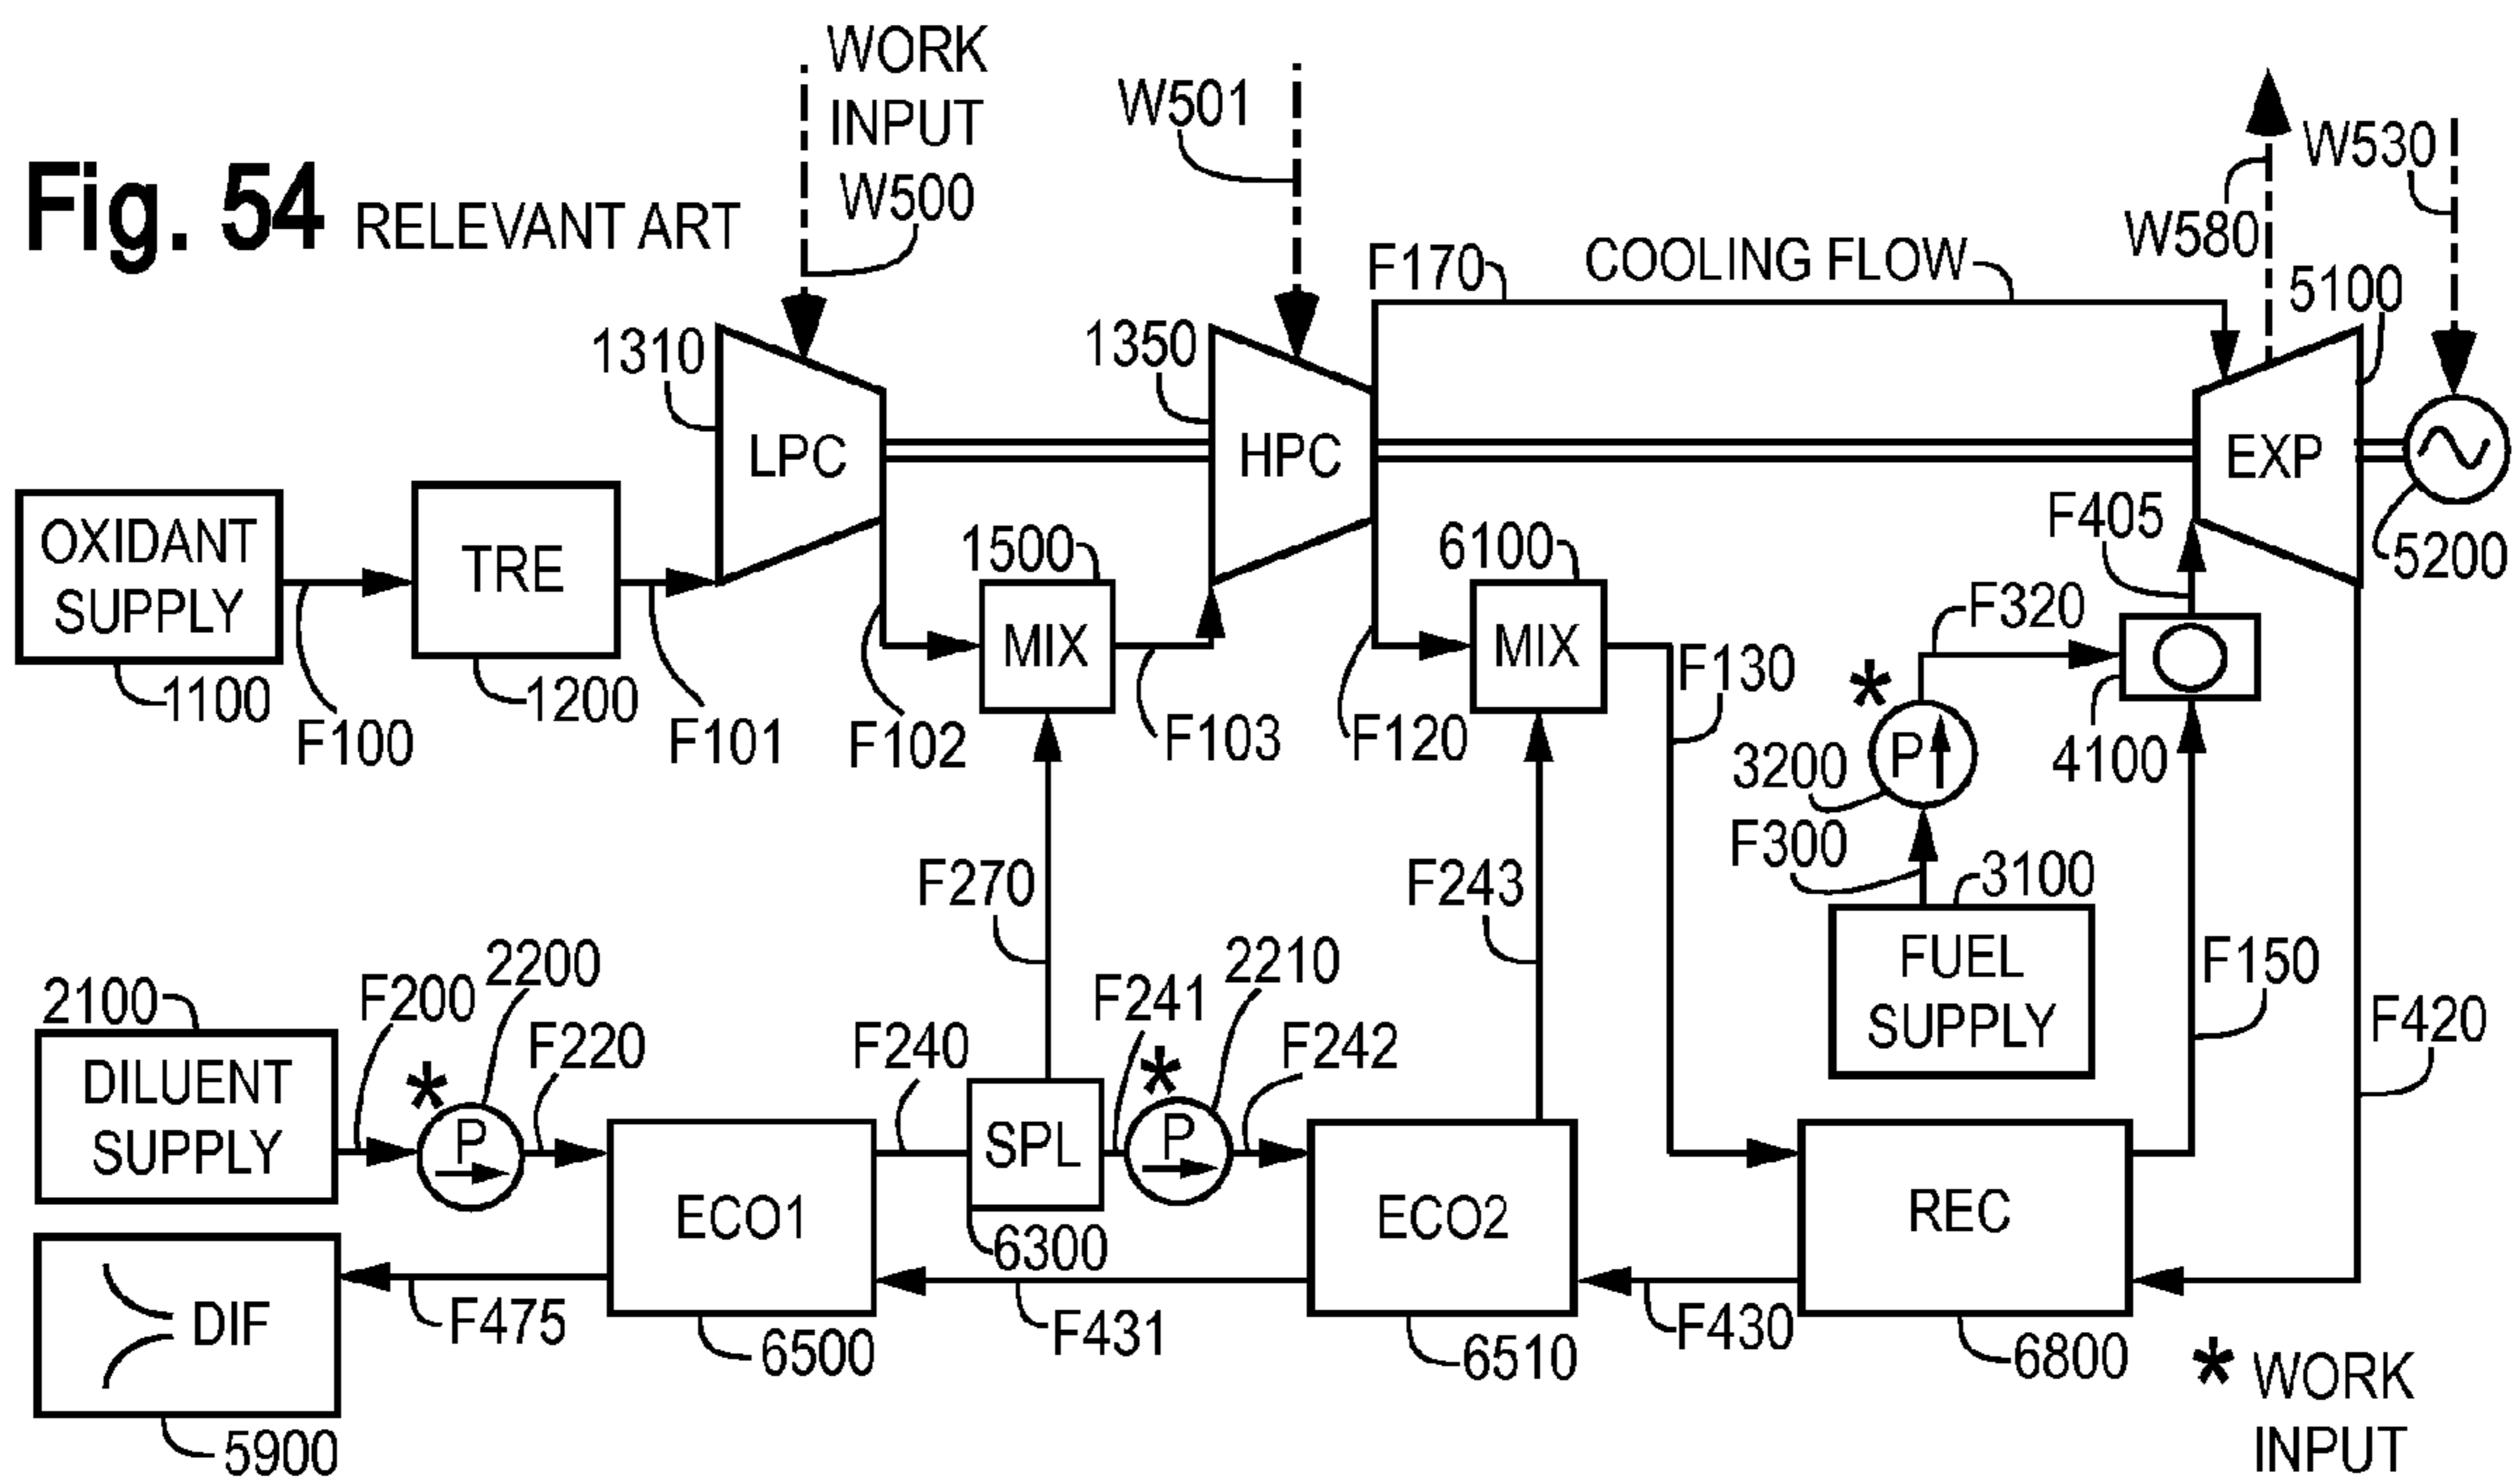 WORK
INPUT
W500
W501
W530
W580
Fig. 54 RELEVANT ART
F170
COOLING FLOW
5100
1310
1350
LPC
HPC
EXP
F405
5200
OXIDANT
SUPPLY
TRE
1500
6100
F320
MIX
MIX
F130
1100
F100
1200
F101
F102
F103
F120
*
P
3200
4100
F300
3100
F270
F243
FUEL
SUPPLY
F150
F420
2100
F200
2200
F220
F240
F241
2210
F242
DILUENT
SUPPLY
*
P
ECO1
SPL
*
P
ECO2
REC
6300
DIF
F475
F431
F430
6500
6510
6800
5900
* WORK
INPUT